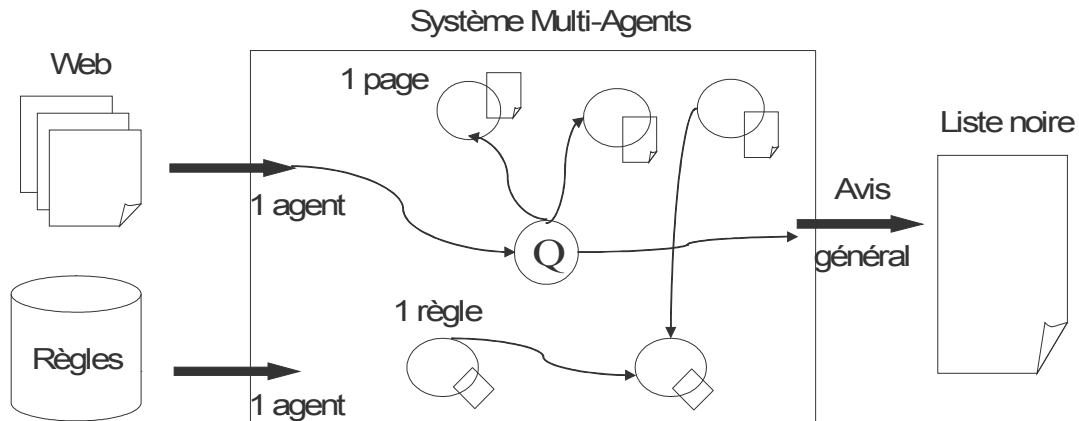 Système Multi-Agents
Web
1 page
Liste noire
1 agent
Avis
Q
général
1 règle
Règles
1 agent